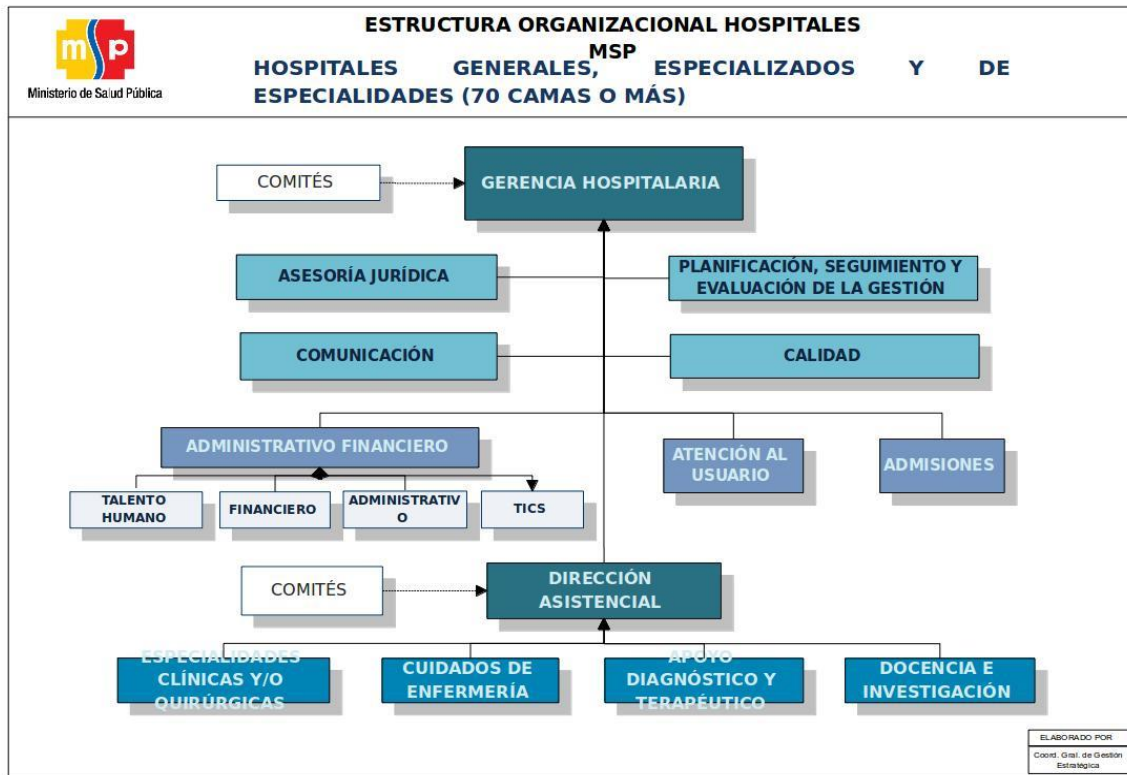 ESTRUCTURA ORGANIZACIONAL HOSPITALES
MSP
msp
Ministerio de Salud Pública
HOSPITALES GENERALES, ESPECIALIZADOS Y DE
ESPECIALIDADES (70 CAMAS O MÁS)
COMITÉS
GERENCIA HOSPITALARIA
ASESORÍA JURÍDICA
PLANIFICACIÓN, SEGUIMIENTO Y
EVALUACIÓN DE LA GESTIÓN
COMUNICACIÓN
CALIDAD
ADMINISTRATIVO FINANCIERO
ATENCIÓN AL
USUARIO
ADMISIONES
TALENTO
HUMANO
FINANCIERO
ADMINISTRATIV
O
TICS
COMITÉS
DIRECCIÓN
ASISTENCIAL
ESPECIALIDADES
CLÍNICAS Y/O
QUIRÚRGICAS
CUIDADOS DE
ENFERMERÍA
APOYO
DIAGNÓSTICO Y
TERAPÉUTICO
DOCENCIA E
INVESTIGACIÓN
ELABORADO POR
Coord. Gral. de Gestión
Estratégica